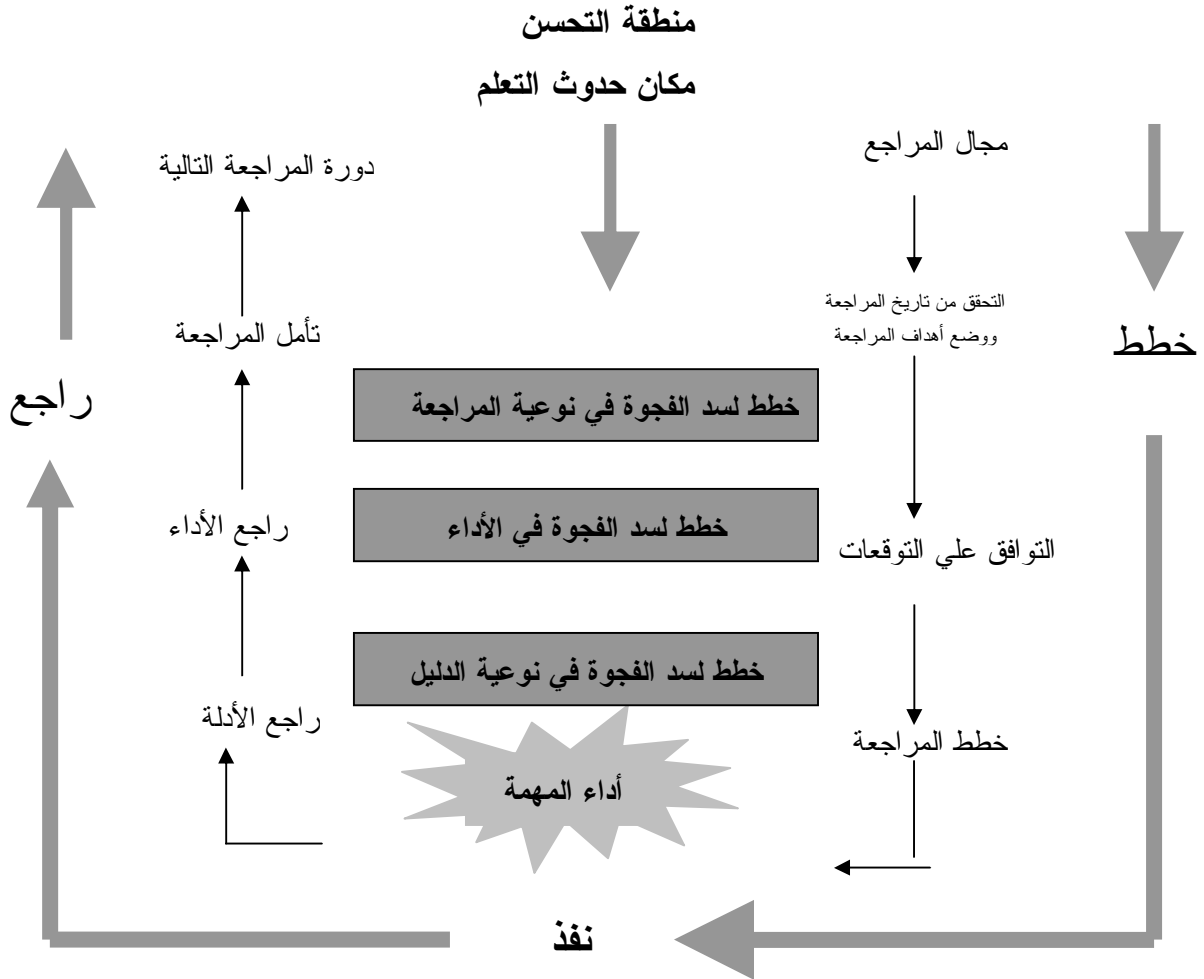 منطقة التحسن
مكان حدوث التعلم
مجال المراجع
دورة المراجعة التالية
التحقق من تاريخ المراجعة
ووضع أهداف المراجعة
خطط
تأمل المراجعة
راجع
خطط لسد الفجوة في نوعية المراجعة
خطط لسد الفجوة في الأداء
راجع الأداء
التوافق علي التوقعات
خطط لسد الفجوة في نوعية الدليل
راجع الأدلة
خطط المراجعة
أداء المهمة
نفذ